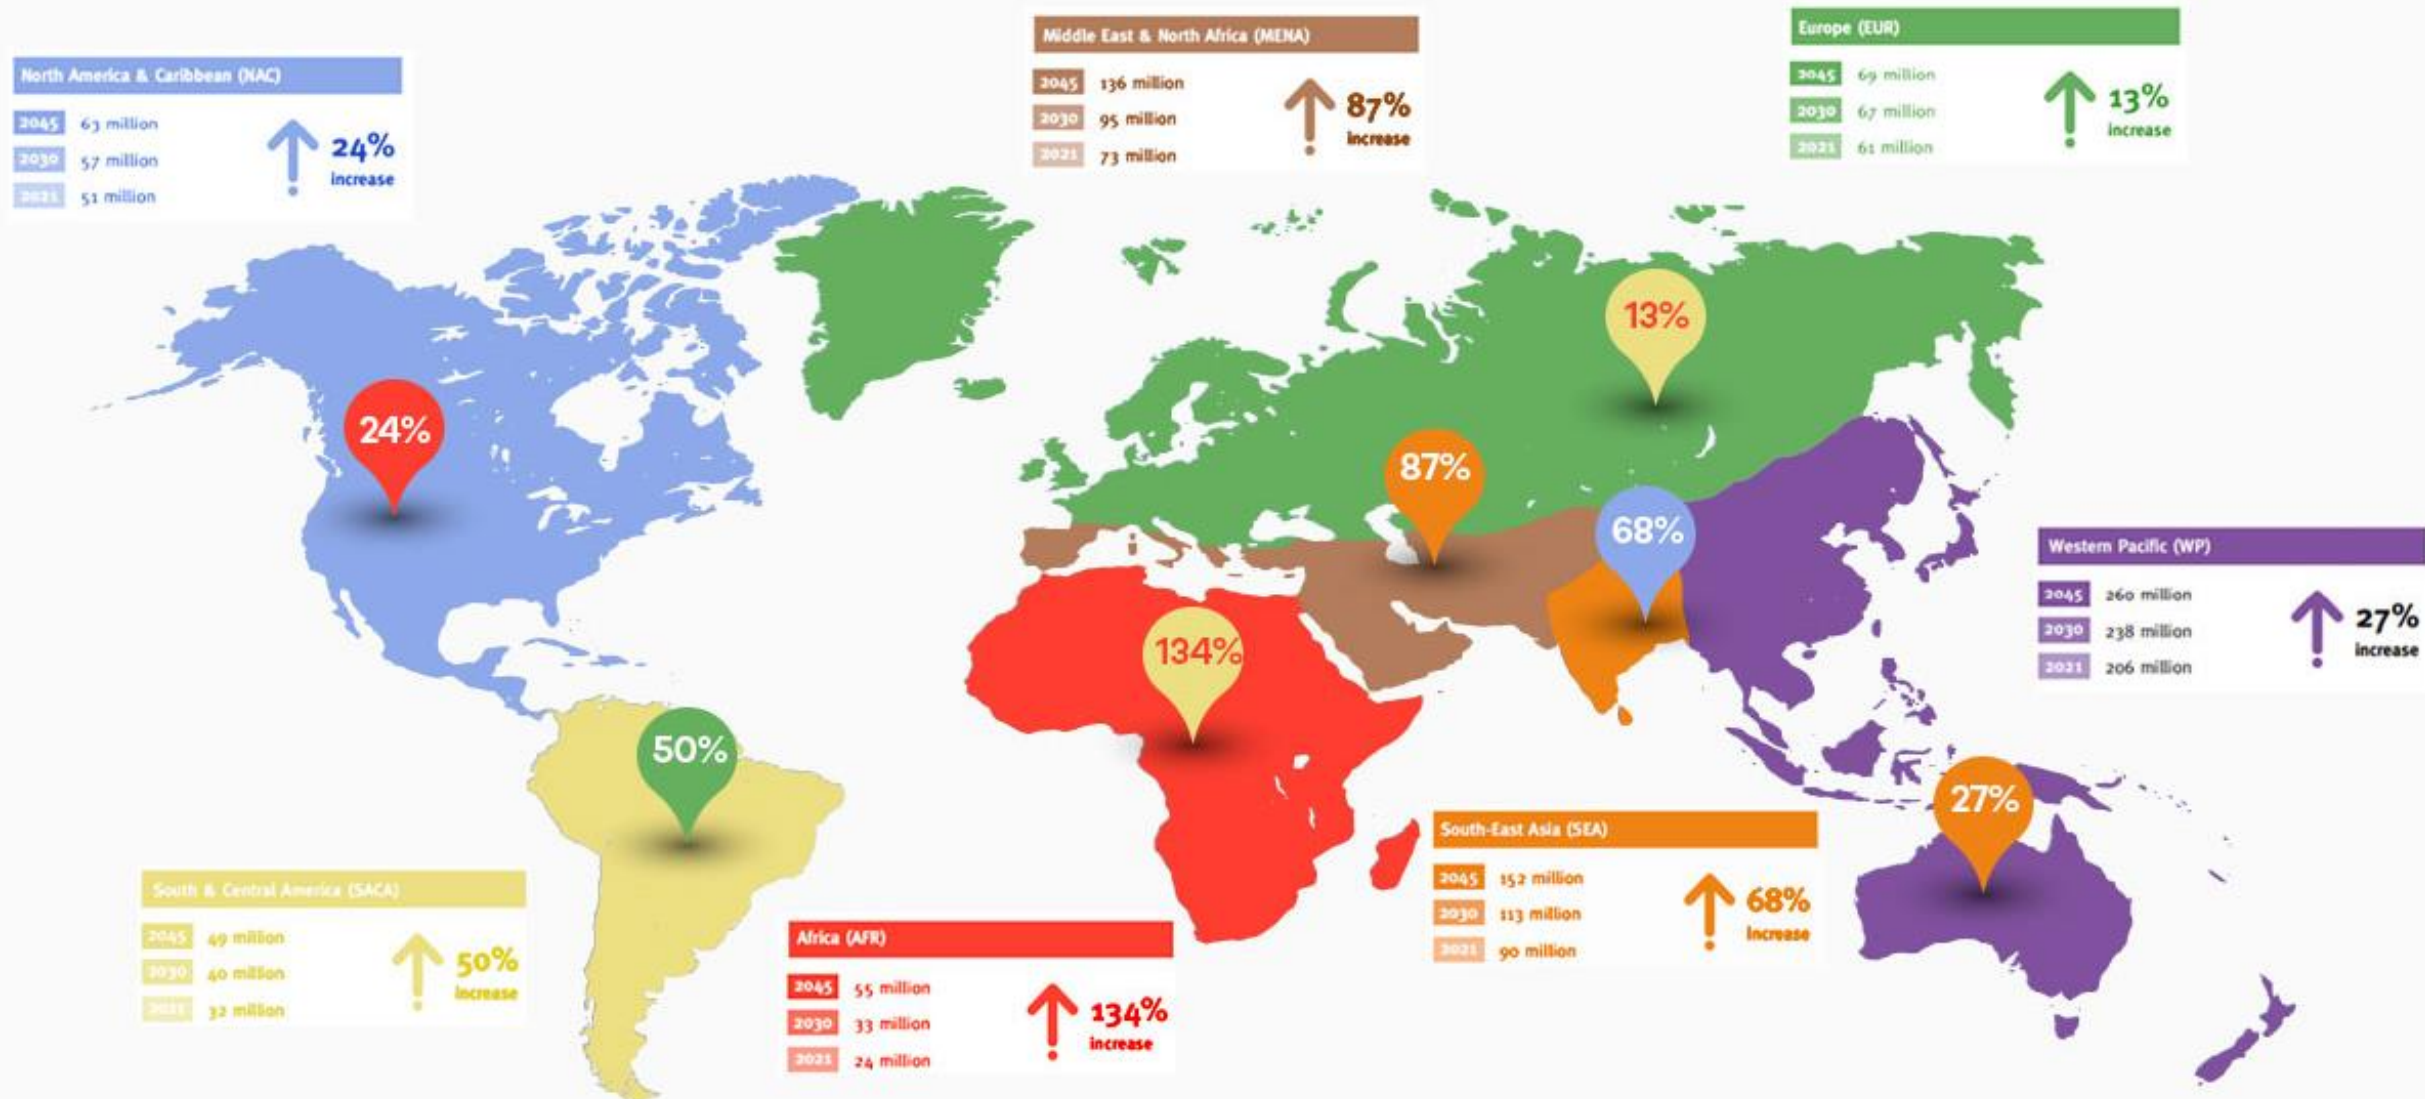 Middle East & North Africa (MENA)
2045 136 million
2030 95 million
2021 73 million
87%
increase
Europe (EUR)
2045 69 million
2030 67 million
2021 61 million
13%
increase
North America & Caribbean (NAC)
2045 63 million
2030 57 million
2021 51 million
24%
increase
13%
24%
87%
68%
134%
50%
27%
Western Pacific (WP)
2045 260 million
2030 238 million
2021 206 million
27%
increase
South-East Asia (SEA)
2045 152 million
2030 113 million
2021 90 million
68%
increase
South & Central America (SACA)
2045 49 million
2030 40 million
2021 32 million
50%
increase
Africa (AFR)
2045 55 million
2030 33 million
2021 24 million
134%
increase